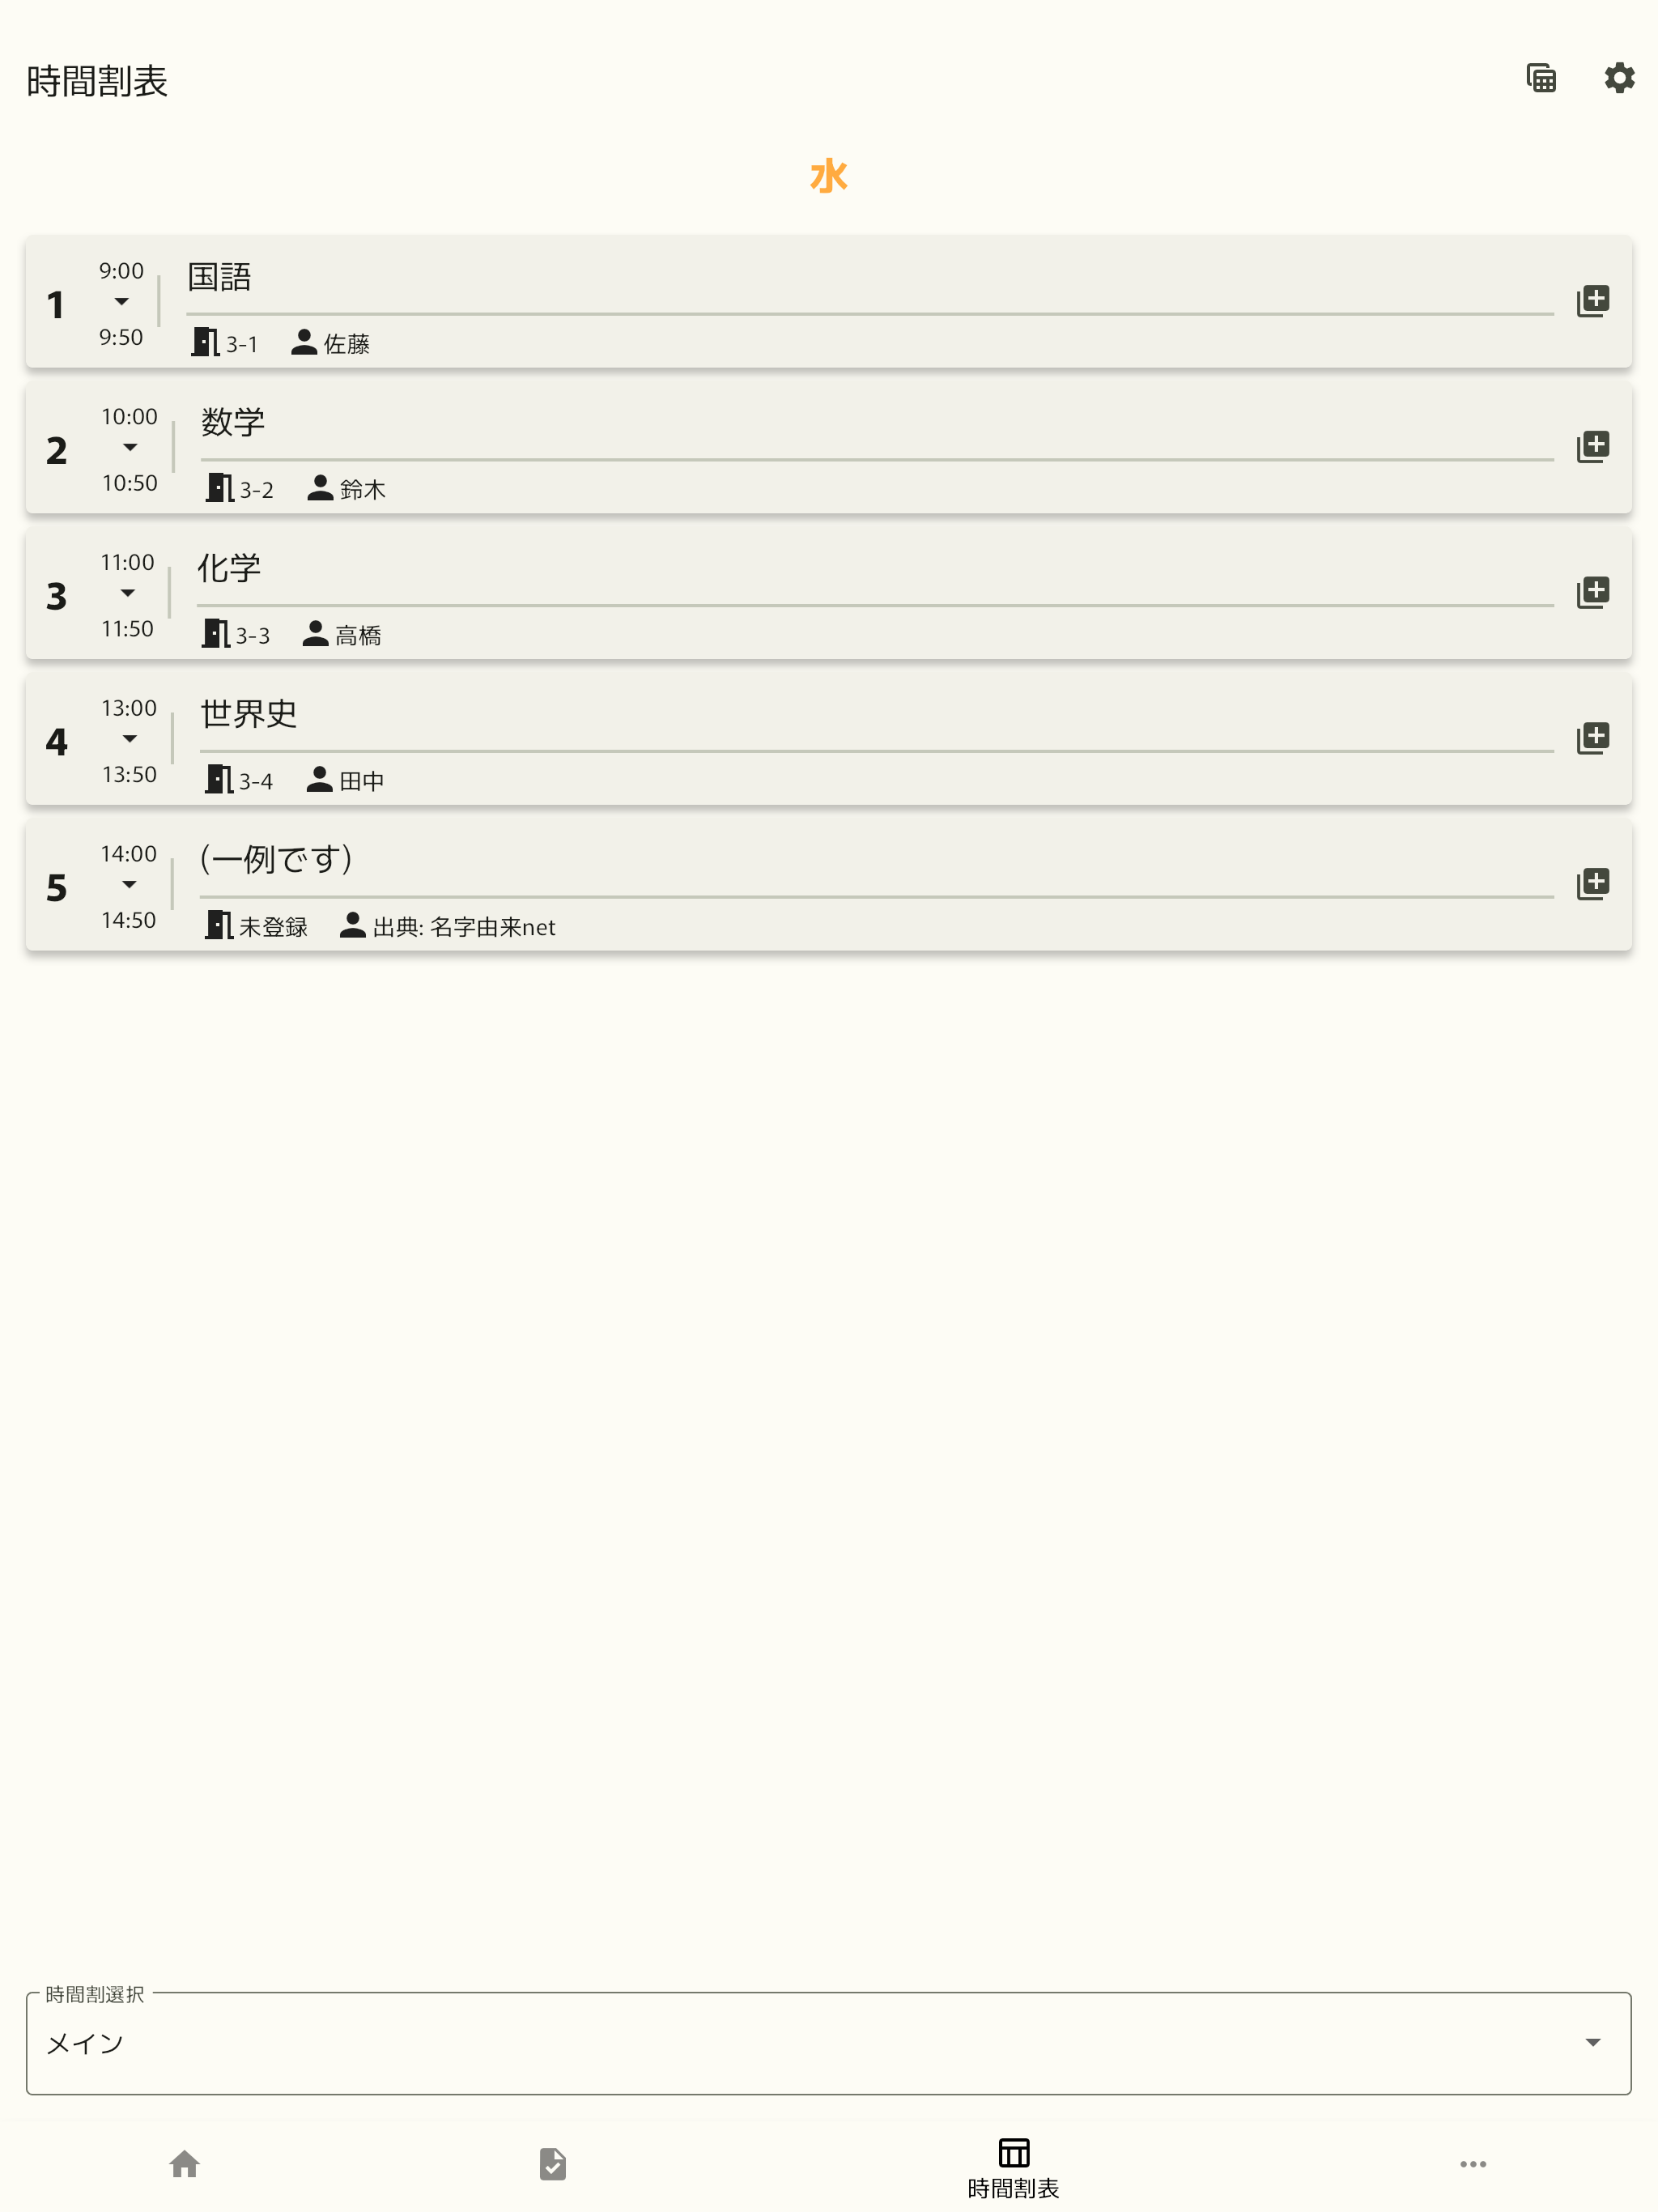 時間割表
水
1
9:00
9:50
国語
3-1 佐藤
2
10:00
10:50
数学
3-2 鈴木
3
11:00
11:50
化学
3-3 高橋
4
13:00
13:50
世界史
3-4 田中
5
14:00
14:50
(一例です)
未登録 出典: 名字由来net
時間割選択
メイン
時間割表